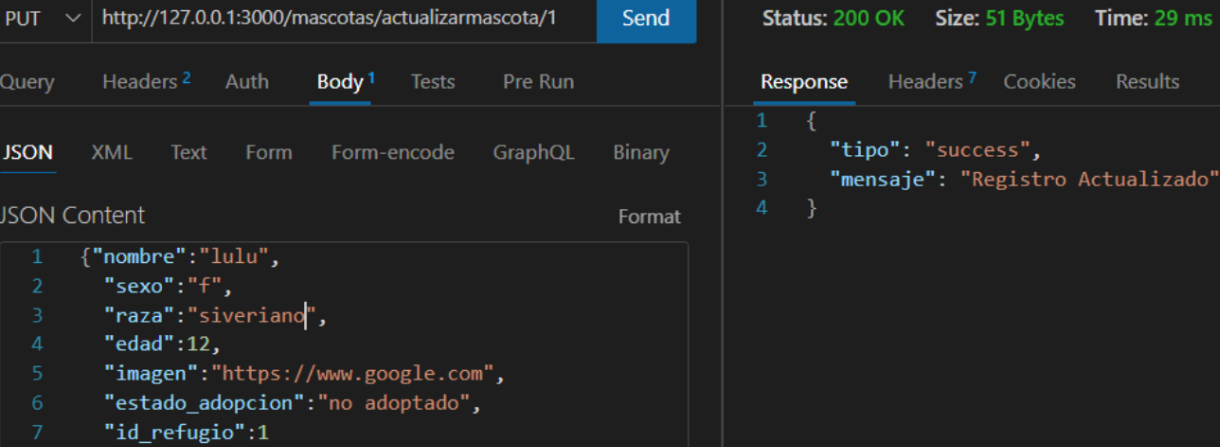 PUT http://127.0.0.1:3000/mascotas/actualizarmascota/1 Send
Query Headers 2 Auth Body 1 Tests Pre Run
JSON XML Text Form Form-encode GraphQL Binary
JSON Content Format
1 {"nombre":"lulu",
2 "sexo":"f",
3 "raza":"siveriano",
4 "edad":12,
5 "imagen":"https://www.google.com",
6 "estado_adopcion":"no adoptado",
7 "id_refugio":1
Status: 200 OK Size: 51 Bytes Time: 29 ms
Response Headers 7 Cookies Results
1 {
2 "tipo": "success",
3 "mensaje": "Registro Actualizado"
4 }